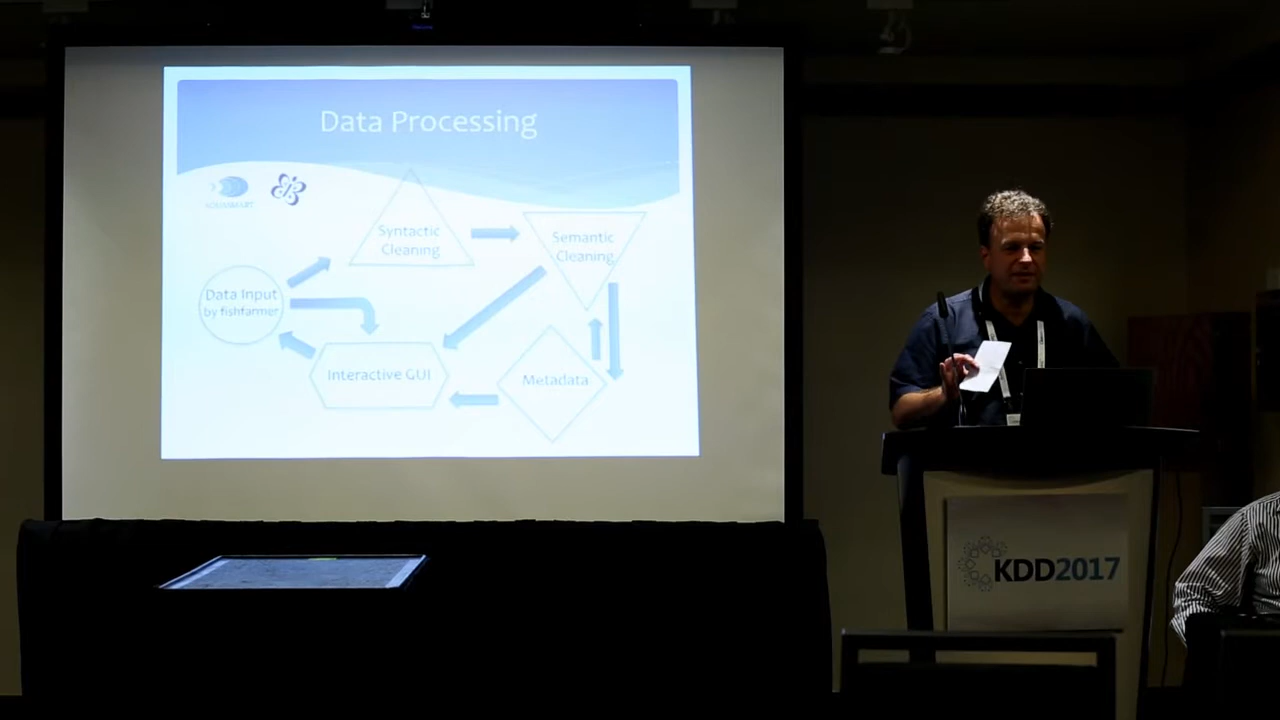 Data Processing
Syntactic
Cleaning
Semantic
Cleaning
Data Input
by fishfarmer
Interactive GUI
Metadata
KDD2017